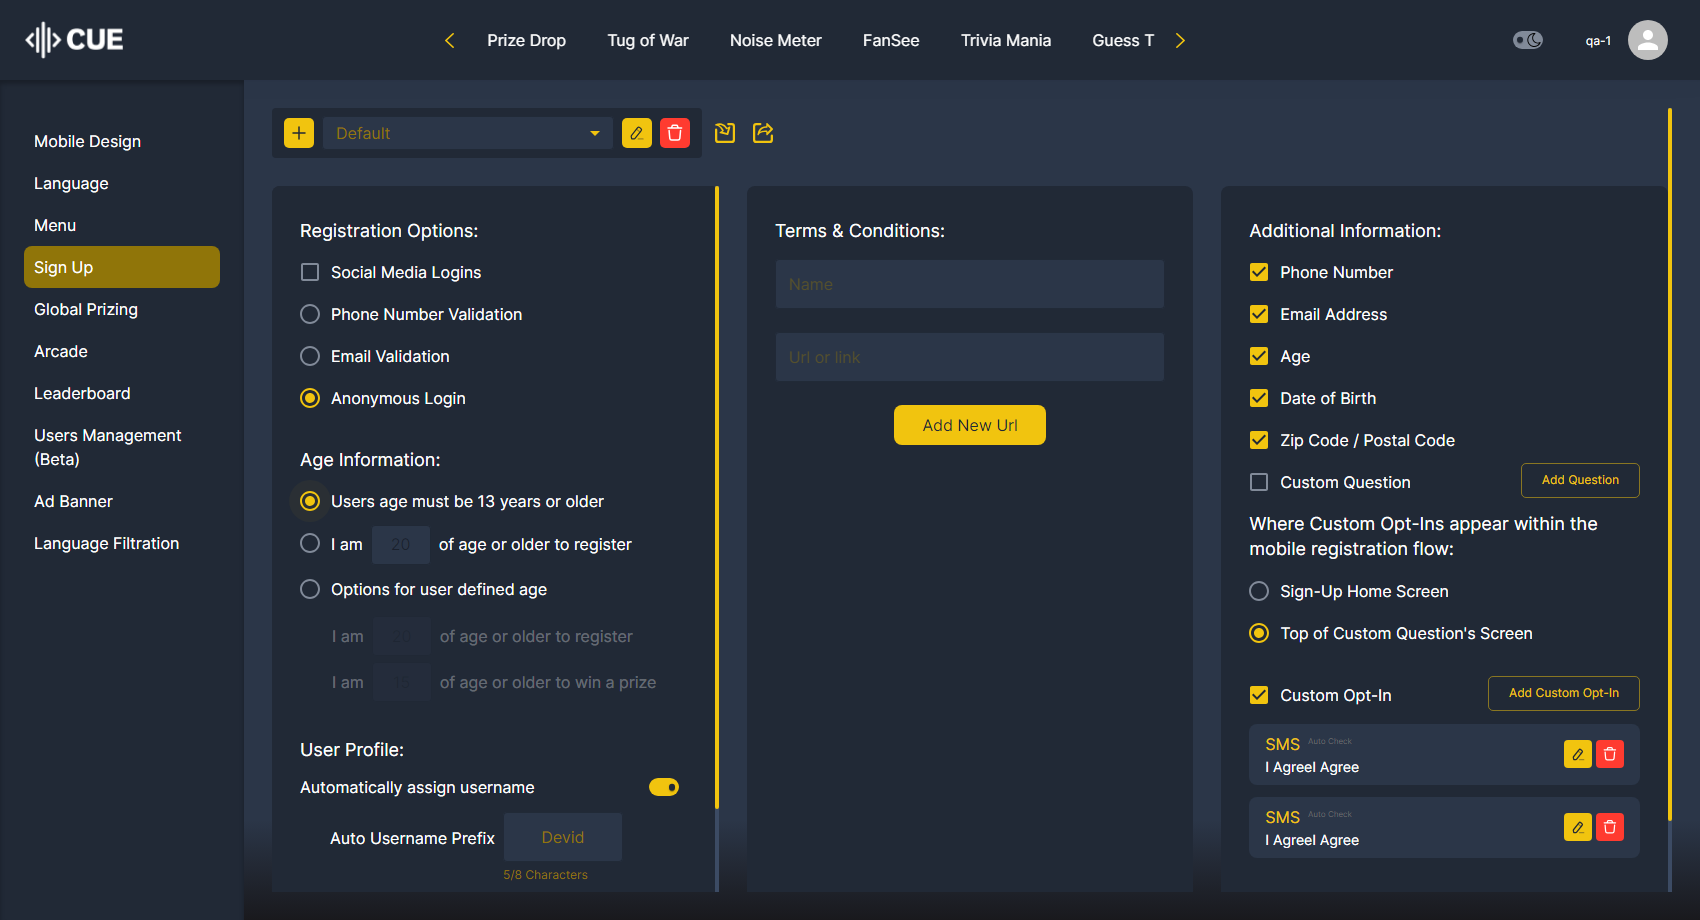 CUE
Prize Drop
Tug of War
Noise Meter
FanSee
Trivia Mania
Guess T
qa-1
Mobile Design
Language
Menu
Sign Up
Global Prizing
Arcade
Leaderboard
Users Management
(Beta)
Ad Banner
Language Filtration
Default
Registration Options:
Social Media Logins
Phone Number Validation
Email Validation
Anonymous Login
Age Information:
Users age must be 13 years or older
I am 20 of age or older to register
Options for user defined age
I am 20 of age or older to register
I am 13 of age or older to win a prize
User Profile:
Automatically assign username
Auto Username Prefix Devid
5/8 Characters
Terms & Conditions:
Name
Url or link
Add New Url
Additional Information:
Phone Number
Email Address
Age
Date of Birth
Zip Code / Postal Code
Custom Question Add Question
Where Custom Opt-Ins appear within the
mobile registration flow:
Sign-Up Home Screen
Top of Custom Question's Screen
Custom Opt-In Add Custom Opt-In
SMS Auto Check
I AgreeI Agree
SMS Auto Check
I AgreeI Agree